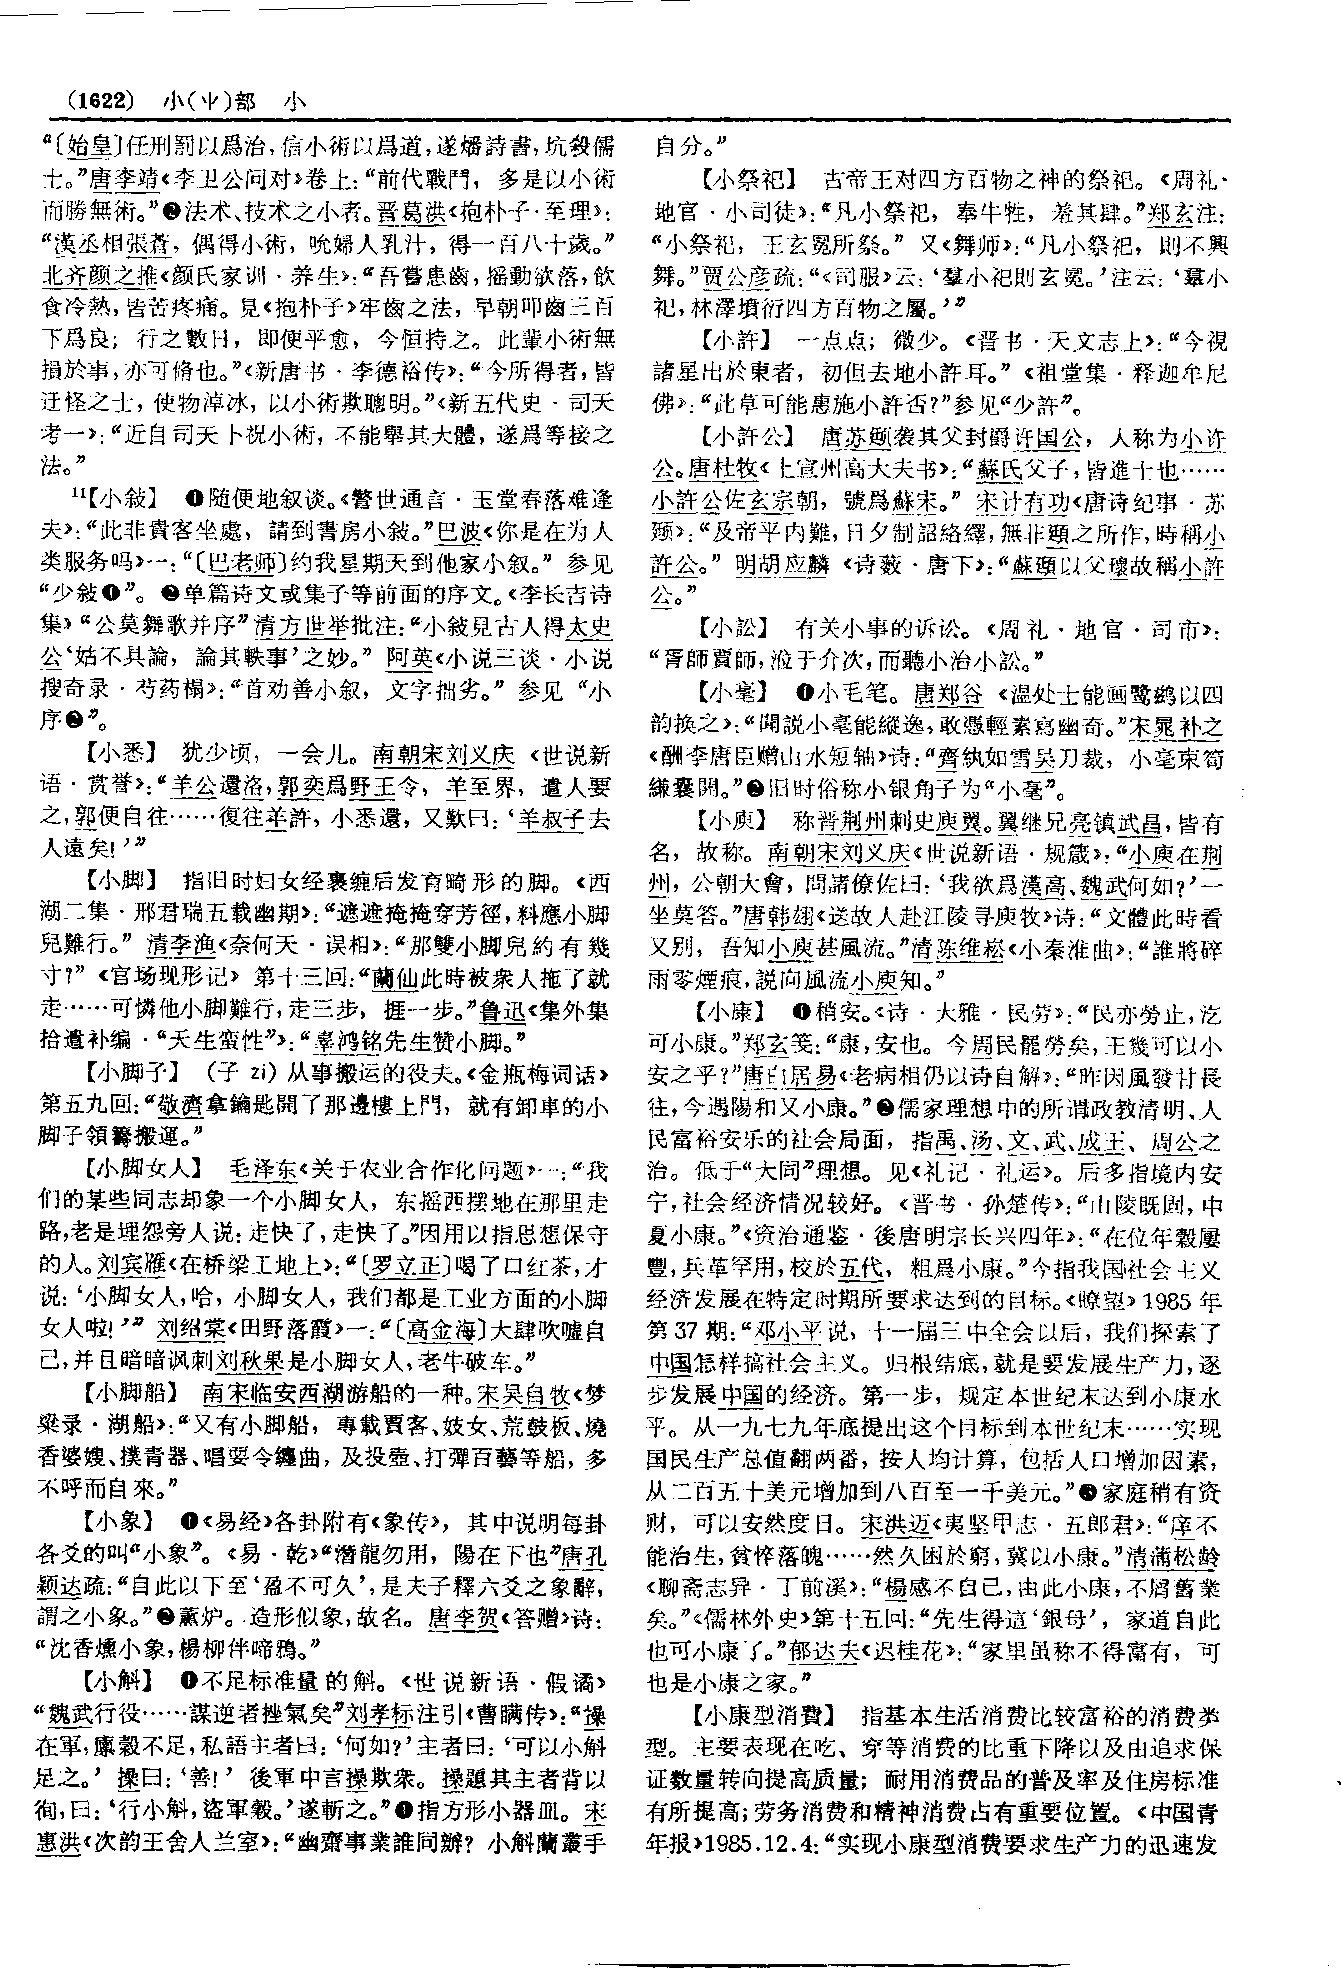 (1622) 小(⺌)部 小
“〔始皇〕任刑罰以爲治,信小術以爲道,遂燔詩書,坑殺儒
士。”唐李靖《李卫公问对》卷上:“前代戰鬥, 多是以小術
而勝無術。”❷法术、技术之小者。晋葛洪《抱朴子·至理》:
“漢丞相張蒼, 偶得小術, 吮婦人乳汁, 得一百八十歲。”
北齐颜之推《颜氏家训·养生》:“吾嘗患齒,摇動欲落,飲
食冷熱,皆苦疼痛。見《抱朴子》牢齒之法, 早朝叩齒三百
下爲良; 行之數日, 即便平愈, 今恒持之。此輩小術無
損於事,亦可脩也。”《新唐书·李德裕传》:“今所得者,皆
迂怪之士, 使物淖冰, 以小術欺聰明。”《新五代史·司天
考一》:“近自司天卜祝小術, 不能舉其大體, 遂爲等接之
法。”
11【小敍】 ❶随便地叙谈。《警世通言·玉堂春落难逢
夫》:“此非貴客坐處, 請到書房小敍。”巴波《你是在为人
类服务吗》一:“〔巴老师〕约我星期天到他家小叙。” 参见
“少敍❶”。 ❷单篇诗文或集子等前面的序文。《李长吉诗
集》“公莫舞歌并序”清方世举批注:“小敍見古人得太史
公‘姑不具論, 論其軼事’之妙。” 阿英《小说三谈·小说
搜奇录·芍药榻》:“首劝善小叙, 文字拙劣。” 参见“小
序❷”。
【小悉】 犹少顷, 一会儿。南朝宋刘义庆《世说新
语·赏誉》:“羊公還洛,郭奕爲野王令, 羊至界, 遣人要
之,郭便自往……復往羊許, 小悉還, 又歎曰:‘羊叔子去
人遠矣!’”
【小脚】 指旧时妇女经裹缠后发育畸形的脚。《西
湖二集·邢君瑞五载幽期》:“遮遮掩掩穿芳徑,料應小脚
兒難行。” 清李渔《奈何天·误相》:“那雙小脚兒約有幾
寸?”《官场现形记》第十三回:“蘭仙此時被衆人拖了就
走……可憐他小脚難行,走三步, 捱一步。”鲁迅《集外集
拾遗补编·“天生蛮性”》:“辜鸿铭先生赞小脚。”
【小脚子】 (子 zi) 从事搬运的役夫。《金瓶梅词话》
第五九回:“敬濟拿鑰匙開了那邊樓上門, 就有卸車的小
脚子領籌搬運。”
【小脚女人】 毛泽东《关于农业合作化问题》一:“我
们的某些同志却象一个小脚女人, 东摇西摆地在那里走
路,老是埋怨旁人说:走快了,走快了。”因用以指思想保守
的人。刘宾雁《在桥梁工地上》:“〔罗立正〕喝了口红茶,才
说:‘小脚女人,哈, 小脚女人, 我们都是工业方面的小脚
女人啦!’” 刘绍棠《田野落霞》一:“〔高金海〕大肆吹嘘自
己,并且暗暗讽刺刘秋果是小脚女人,老牛破车。”
【小脚船】 南宋临安西湖游船的一种。宋吴自牧《梦
粱录·湖船》:“又有小脚船, 專載賈客、妓女、荒鼓板、燒
香婆嫂、撲青器、唱耍令纏曲, 及投壺、打彈百藝等船, 多
不呼而自來。”
【小象】 ❶《易经》各卦附有《象传》, 其中说明每卦
各爻的叫“小象”。《易·乾》“潛龍勿用, 陽在下也”唐孔
颖达疏:“自此以下至‘盈不可久’,是夫子釋六爻之象辭,
謂之小象。”❷薰炉。造形似象,故名。 唐李贺《答赠》诗:
“沈香燻小象,楊柳伴啼鴉。”
【小斛】 ❶不足标准量的斛。《世说新语·假谲》
“魏武行役……謀逆者挫氣矣”刘孝标注引《曹瞒传》:“操
在軍,廩穀不足,私語主者曰:‘何如?’主者曰:‘可以小斛
足之。’ 操曰:‘善!’ 後軍中言操欺衆。操題其主者背以
徇,曰:‘行小斛,盜軍穀。’遂斬之。”❶指方形小器皿。宋
惠洪《次韵王舍人兰室》:“幽齋事業誰同辦? 小斛蘭叢手
自分。”
【小祭祀】 古帝王对四方百物之神的祭祀。《周礼·
地官·小司徒》:“凡小祭祀, 奉牛牲, 羞其肆。”郑玄注:
“小祭祀, 王玄冕所祭。” 又《舞师》:“凡小祭祀, 則不興
舞。”贾公彦疏:“《司服》云:‘羣小祀則玄冕。’注云:‘羣小
祀,林澤墳衍四方百物之屬。’”
【小許】 一点点; 微少。《晋书·天文志上》:“今視
諸星出於東者, 初但去地小許耳。”《祖堂集·释迦牟尼
佛》:“此草可能惠施小許否?”参见“少許”。
【小許公】 唐苏颋袭其父封爵许国公, 人称为小许
公。唐杜牧《上宣州高大夫书》:“蘇氏父子,皆進士也……
小許公佐玄宗朝, 號爲蘇宋。” 宋计有功《唐诗纪事·苏
颋》:“及帝平内難,日夕制詔絡繹,無非頲之所作,時稱小
許公。” 明胡应麟《诗薮·唐下》:“蘇頲以父瓌故稱小許
公。”
【小訟】 有关小事的诉讼。《周礼·地官·司市》:
“胥師賈師,涖于介次,而聽小治小訟。”
【小毫】 ❶小毛笔。唐郑谷《温处士能画鹭鹚以四
韵换之》:“聞説小毫能縱逸,敢憑輕素寫幽奇。”宋晁补之
《酬李唐臣赠山水短轴》诗:“齊紈如雪吴刀裁, 小毫束筍
縑囊開。”❷旧时俗称小银角子为“小毫”。
【小庾】 称晋荆州刺史庾翼。翼继兄亮镇武昌,皆有
名, 故称。南朝宋刘义庆《世说新语·规箴》:“小庾在荆
州, 公朝大會, 問諸僚佐曰:‘我欲爲漢高、魏武何如?’一
坐莫答。”唐韩翃《送故人赴江陵寻庾牧》诗:“文體此時看
又别, 吾知小庾甚風流。”清陈维崧《小秦淮曲》:“誰將碎
雨零煙痕,説向風流小庾知。”
【小康】 ❶稍安。《诗·大雅·民劳》:“民亦勞止,汔
可小康。”郑玄笺:“康,安也。今周民罷勞矣,王幾可以小
安之乎?”唐白居易《老病相仍以诗自解》:“昨因風發甘長
往,今遇陽和又小康。”❷儒家理想中的所谓政教清明、人
民富裕安乐的社会局面, 指禹、汤、文、武、成王、周公之
治。低于“大同”理想。见《礼记·礼运》。后多指境内安
宁,社会经济情况较好。《晋书·孙楚传》:“山陵既固,中
夏小康。”《资治通鉴·後唐明宗长兴四年》:“在位年穀屢
豐,兵革罕用,校於五代, 粗爲小康。”今指我国社会主义
经济发展在特定时期所要求达到的目标。《瞭望》1985年
第37期:“邓小平说, 十一届三中全会以后, 我们探索了
中国怎样搞社会主义。归根结底,就是要发展生产力,逐
步发展中国的经济。第一步, 规定本世纪末达到小康水
平。从一九七九年底提出这个目标到本世纪末……实现
国民生产总值翻两番, 按人均计算, 包括人口增加因素,
从二百五十美元增加到八百至一千美元。”❸家庭稍有资
财, 可以安然度日。宋洪迈《夷坚甲志·五郎君》:“庠不
能治生,貧悴落魄……然久困於窮,冀以小康。”清蒲松龄
《聊斋志异·丁前溪》:“楊感不自已,由此小康,不屑舊業
矣。”《儒林外史》第十五回:“先生得這‘銀母’, 家道自此
也可小康了。”郁达夫《迟桂花》:“家里虽称不得富有, 可
也是小康之家。”
【小康型消費】 指基本生活消费比较富裕的消费类
型。主要表现在吃、穿等消费的比重下降以及由追求保
证数量转向提高质量; 耐用消费品的普及率及住房标准
有所提高;劳务消费和精神消费占有重要位置。《中国青
年报》1985.12.4:“实现小康型消费要求生产力的迅速发